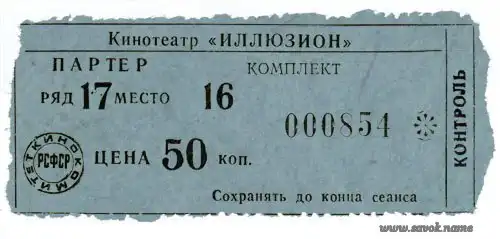 Кинотеатр «ИЛЛЮЗИОН»
ПАРТЕР КОМПЛЕКТ
РЯД 17 МЕСТО 16
000854
ЦЕНА 50 КОП.
Сохранять до конца сеанса
КОНТРОЛЬ
КИНОКОМИТЕТ
РСФСР
www.savok.name